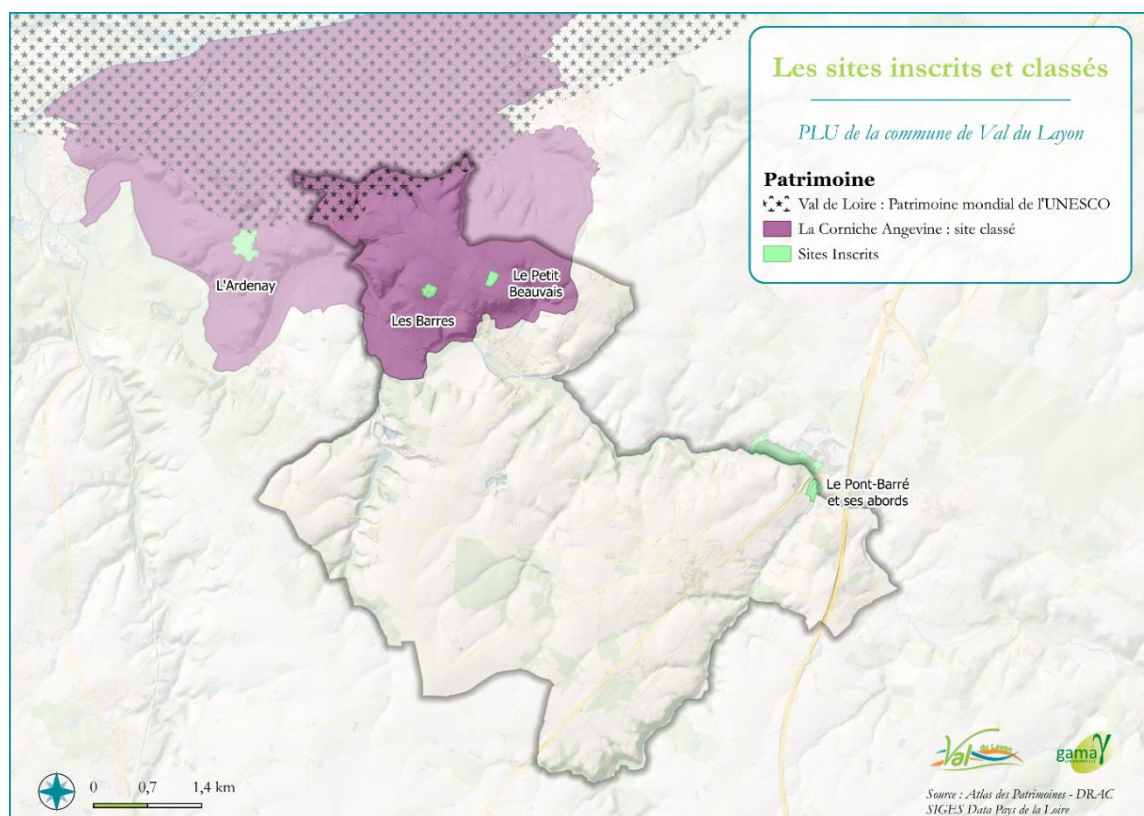 Les sites inscrits et classés
PLU de la commune de Val du Layon
Patrimoine
Val de Loire : Patrimoine mondial de l'UNESCO
La Corniche Angevine : site classé
Sites Inscrits
L'Ardenay
Les Barres
Le Petit
Beauvais
Le Pont-Barré
et ses abords
0 0,7 1,4 km
Val du Layon
gama
Source : Atlas des Patrimoines - DRAC
SIGES Data Pays de la Loire